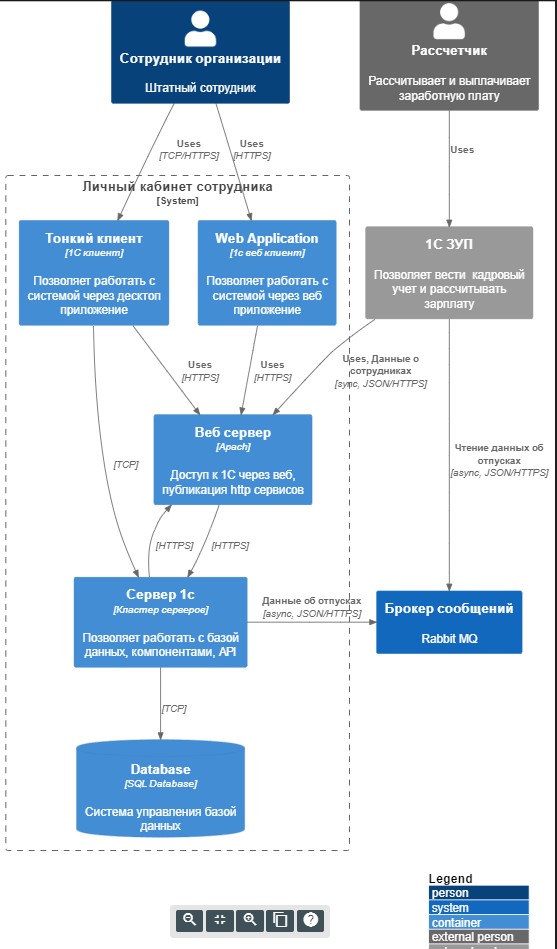 Сотрудник организации
Штатный сотрудник
Рассчетчик
Рассчитывает и выплачивает
заработную плату
Uses
[TCP/HTTPS]
Uses
[HTTPS]
Uses
Личный кабинет сотрудника
[System]
Тонкий клиент
[1С клиент]
Позволяет работать с
системой через десктоп
приложение
Web Application
[1с веб клиент]
Позволяет работать с
системой через веб
приложение
1С ЗУП
Позволяет вести кадровый
учет и рассчитывать
зарплату
Uses
[HTTPS]
Uses
[HTTPS]
Uses, Данные о
сотрудниках
[sync, JSON/HTTPS]
Веб сервер
[Apach]
Доступ к 1С через веб,
публикация http сервисов
[TCP]
Чтение данных об
отпусках
[async, JSON/HTTPS]
[HTTPS]
[HTTPS]
Сервер 1с
[Кластер серверов]
Позволяет работать с базой
данных, компонентами, API
Данные об отпусках
[async, JSON/HTTPS]
Брокер сообщений
Rabbit MQ
[TCP]
Database
[SQL Database]
Система управления базой
данных
Legend
person
system
container
external person